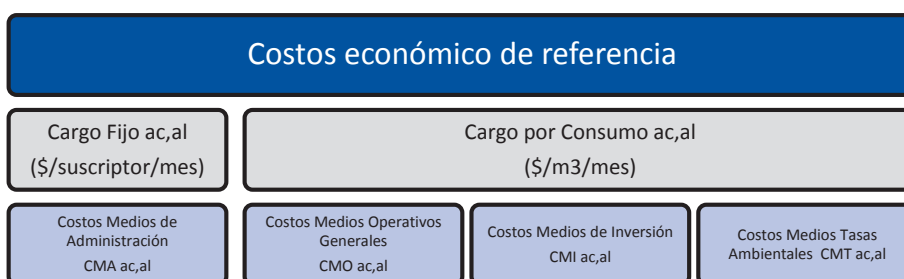 Costos económico de referencia
Cargo Fijo ac,al
($/suscriptor/mes)
Cargo por Consumo ac,al
($/m3/mes)
Costos Medios de
Administración
CMA ac,al
Costos Medios Operativos
Generales
CMO ac,al
Costos Medios de Inversión
CMI ac,al
Costos Medios Tasas
Ambientales CMT ac,al